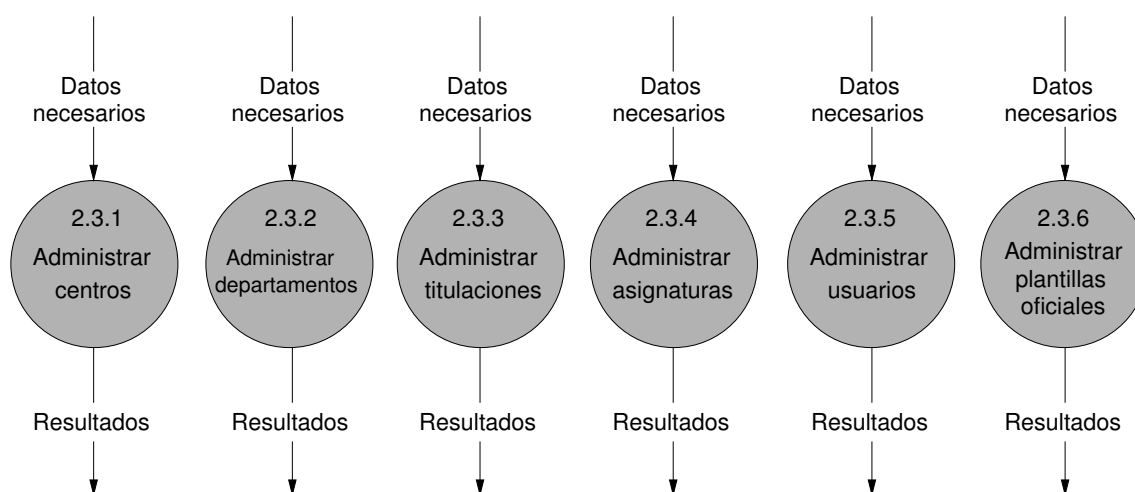 Datos
necesarios
Datos
necesarios
Datos
necesarios
Datos
necesarios
Datos
necesarios
Datos
necesarios
2.3.1
Administrar
centros
2.3.2
Administrar
departamentos
2.3.3
Administrar
titulaciones
2.3.4
Administrar
asignaturas
2.3.5
Administrar
usuarios
2.3.6
Administrar
plantillas
oficiales
Resultados
Resultados
Resultados
Resultados
Resultados
Resultados